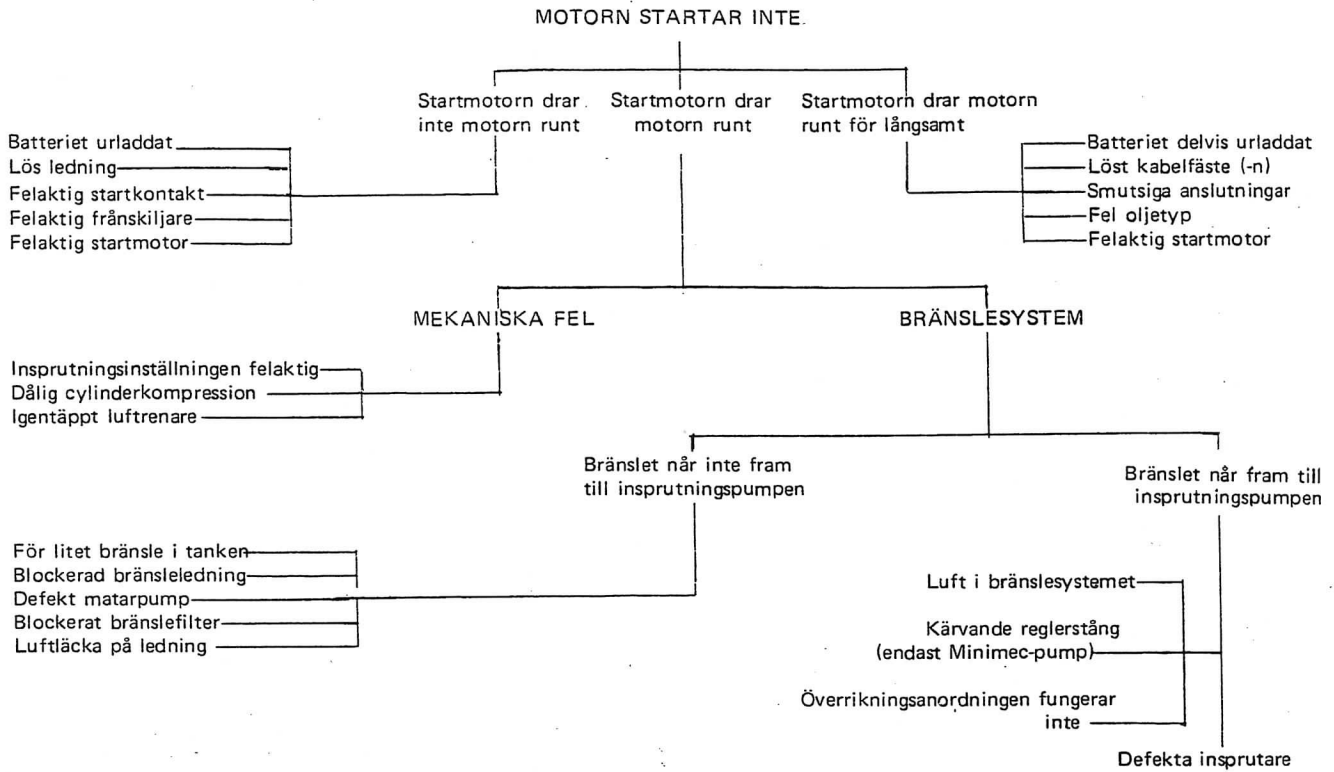 MOTORN STARTAR INTE
Startmotorn drar
inte motorn runt
Startmotorn drar
motorn runt
Startmotorn drar motorn
runt för långsamt
Batteriet urladdat
Lös ledning
Felaktig startkontakt
Felaktig frånskiljare
Felaktig startmotor
Batteriet delvis urladdat
Löst kabelfäste (-n)
Smutsiga anslutningar
Fel oljetyp
Felaktig startmotor
MEKANISKA FEL
BRÄNSLESYSTEM
Insprutningsinställningen felaktig
Dålig cylinderkompression
Igentäppt luftrenare
Bränslet når inte fram
till insprutningspumpen
Bränslet når fram till
insprutningspumpen
För litet bränsle i tanken
Blockerad bränsleledning
Defekt matarpump
Blockerat bränslefilter
Luftläcka på ledning
Luft i bränslesystemet
Kärvande reglerstång
(endast Minimec-pump)
Överrikningsanordningen fungerar
inte
Defekta insprutare